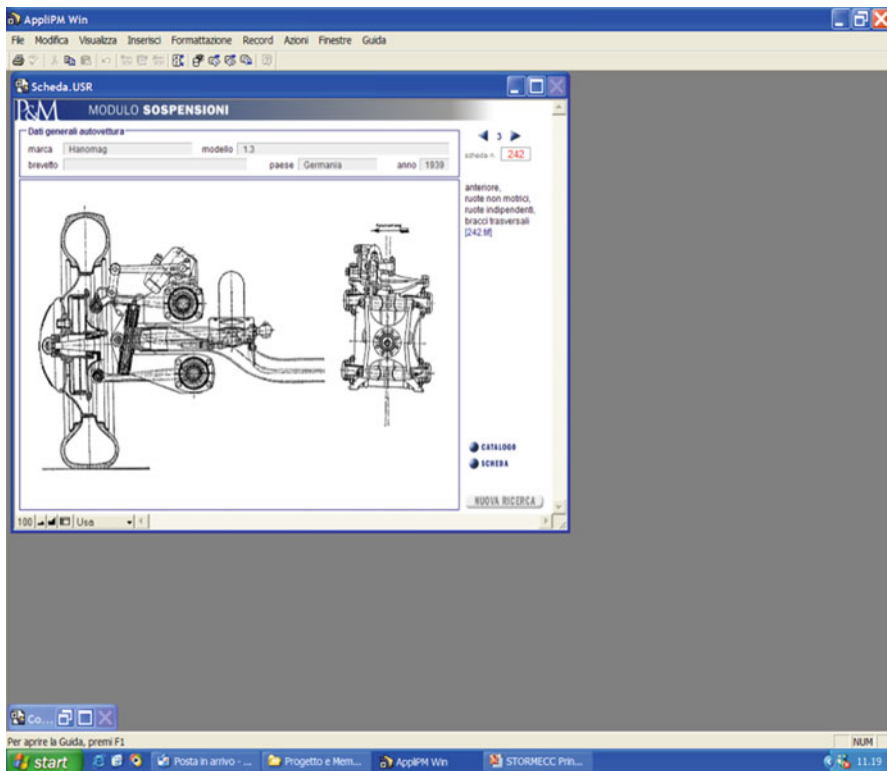 AppliPM Win
File Modifica Visualizza Inserisci Formattazione Record Azioni Finestre Guida
Scheda.USR
P&M MODULO SOSPENSIONI
Dati generali autovettura
marca Hanomag modello 1.3
brevetto paese Germania anno 1939
3
scheda n. 242
anteriore,
ruote non motrici,
ruote indipendenti,
bracci trasversali
[242.tif]
CATALOGO
SCHEDA
NUOVA RICERCA
100 Usa
Co...
Per aprire la Guida, premi F1 NUM
start Posta in arrivo - ... Progetto e Mem... AppliPM Win STORMECC Prin... 11.19